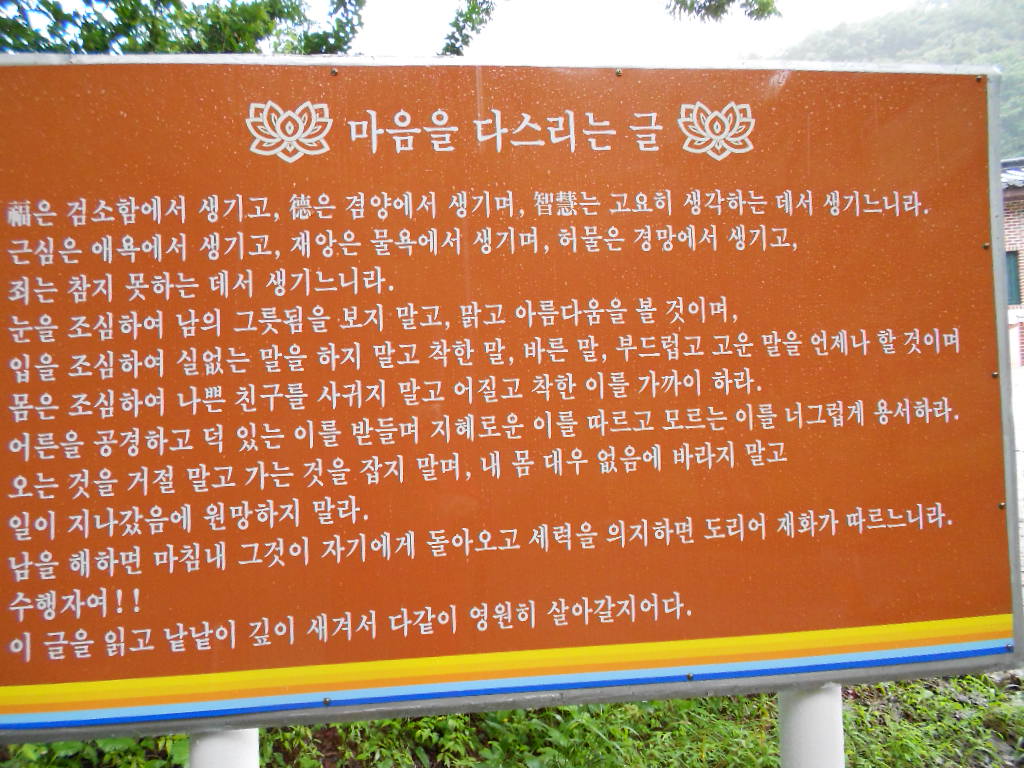 마음을 다스리는 글
福은 검소함에서 생기고, 德은 겸양에서 생기며, 智慧는 고요히 생각하는 데서 생기느니라.
근심은 애욕에서 생기고, 재앙은 물욕에서 생기며, 허물은 경망에서 생기고,
죄는 참지 못하는 데서 생기느니라.
눈을 조심하여 남의 그릇됨을 보지 말고, 맑고 아름다움을 볼 것이며,
입을 조심하여 실없는 말을 하지 말고 착한 말, 바른 말, 부드럽고 고운 말을 언제나 할 것이며
몸은 조심하여 나쁜 친구를 사귀지 말고 어질고 착한 이를 가까이 하라.
어른을 공경하고 덕 있는 이를 받들며 지혜로운 이를 따르고 모르는 이를 너그럽게 용서하라.
오는 것을 거절 말고 가는 것을 잡지 말며, 내 몸 대우 없음에 바라지 말고
일이 지나갔음에 원망하지 말라.
남을 해하면 마침내 그것이 자기에게 돌아오고 세력을 의지하면 도리어 재화가 따르느니라.
수행자여!!
이 글을 읽고 낱낱이 깊이 새겨서 다같이 영원히 살아갈지어다.